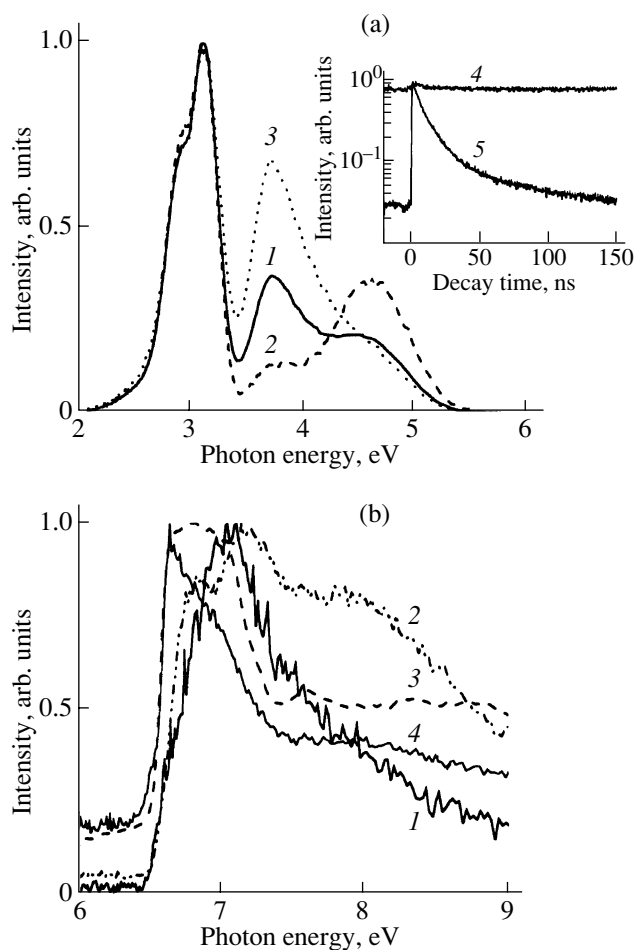 (a)
1.0
0.5
0
Intensity, arb. units
2 3 4 5 6
Photon energy, eV
3
1
2
10⁰
10⁻¹
Intensity, arb. units
4
5
0 50 100 150
Decay time, ns
(b)
1.0
0.5
0
Intensity, arb. units
2
3
4
1
6 7 8 9
Photon energy, eV